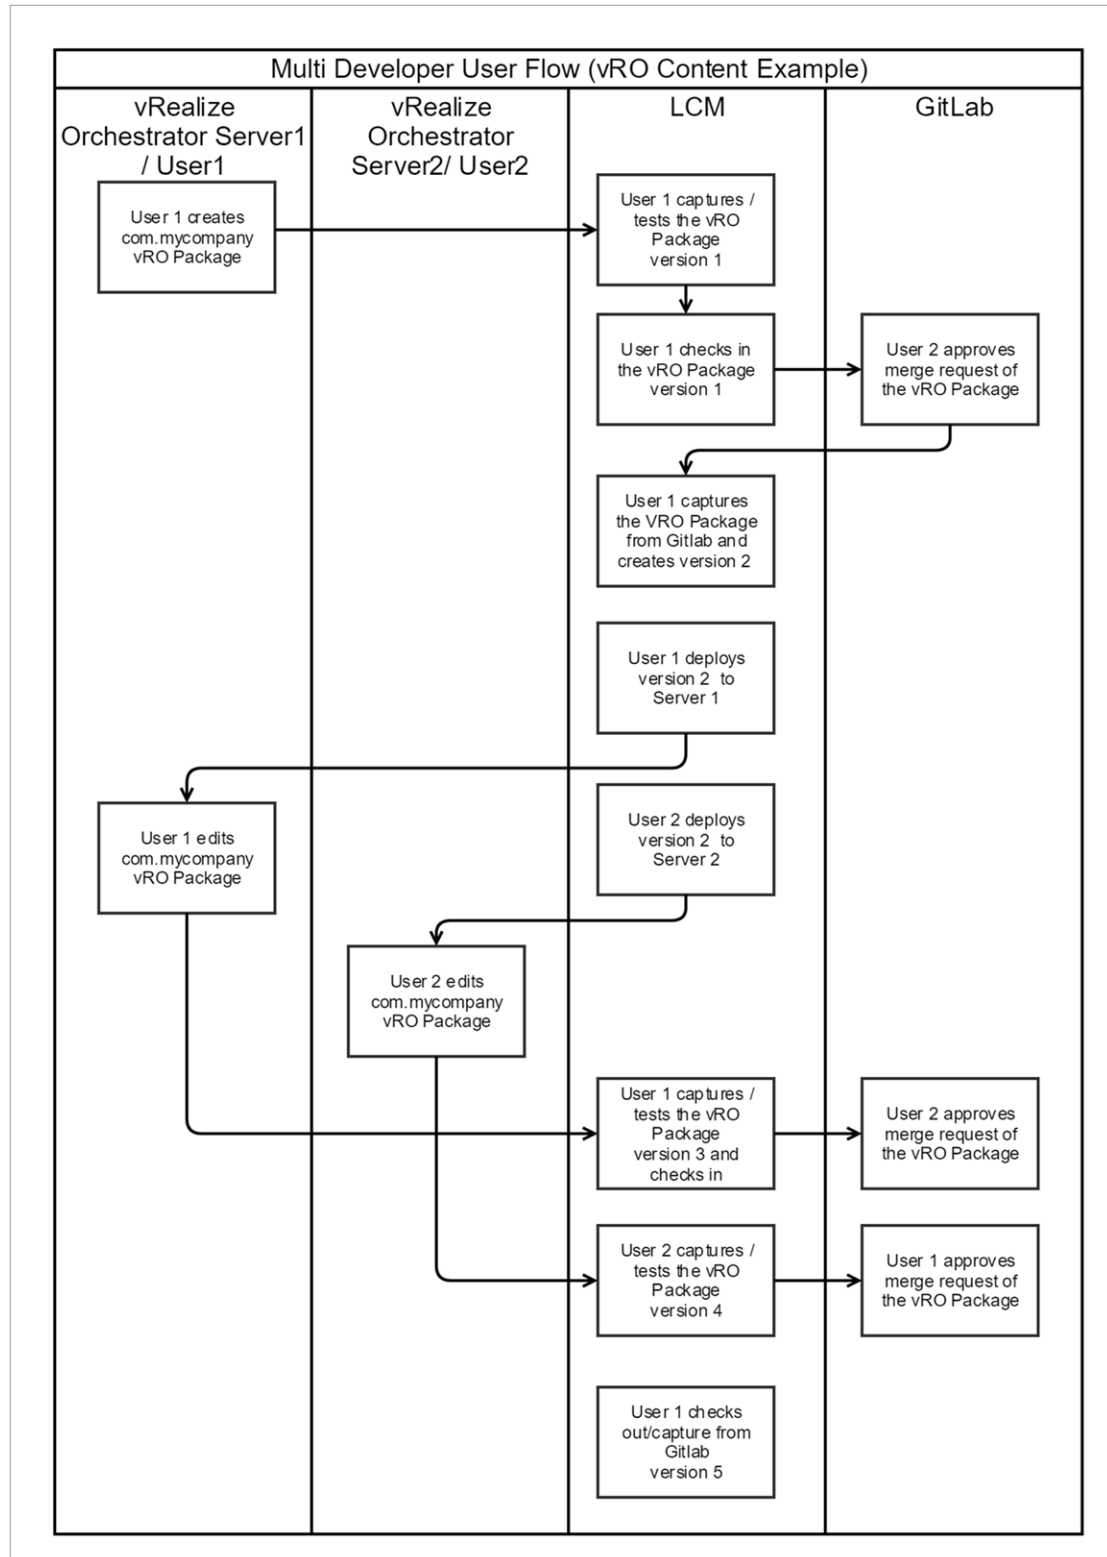 Multi Developer User Flow (vRO Content Example)
vRealize
Orchestrator Server1
/ User1
vRealize
Orchestrator
Server2/ User2
LCM
GitLab
User 1 creates
com.mycompany
vRO Package
User 1 captures /
tests the vRO
Package
version 1
User 1 checks in
the vRO Package
version 1
User 2 approves
merge request of
the vRO Package
User 1 captures
the VRO Package
from Gitlab and
creates version 2
User 1 deploys
version 2 to
Server 1
User 1 edits
com.mycompany
vRO Package
User 2 deploys
version 2 to
Server 2
User 2 edits
com.mycompany
vRO Package
User 1 captures /
tests the vRO
Package
version 3 and
checks in
User 2 approves
merge request of
the vRO Package
User 2 captures /
tests the vRO
Package
version 4
User 1 approves
merge request of
the vRO Package
User 1 checks
out/capture from
Gitlab
version 5